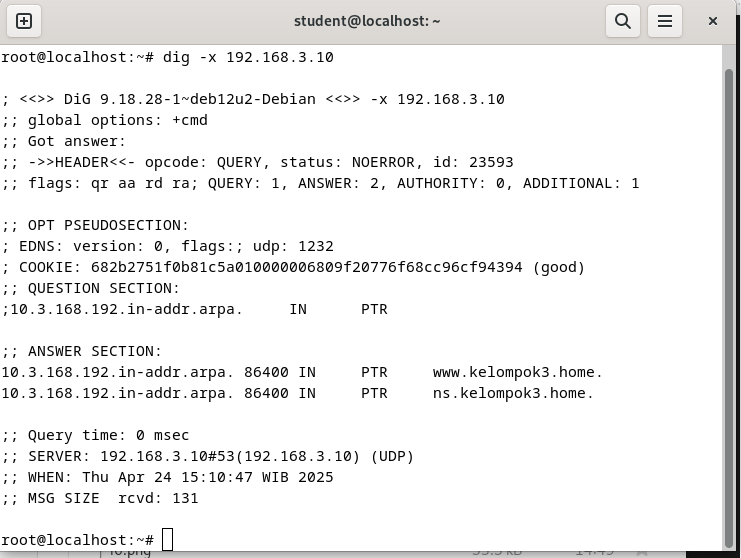 student@localhost: ~
root@localhost:~# dig -x 192.168.3.10
; <<>> DiG 9.18.28-1~deb12u2-Debian <<>> -x 192.168.3.10
;; global options: +cmd
;; Got answer:
;; ->>HEADER<<- opcode: QUERY, status: NOERROR, id: 23593
;; flags: qr aa rd ra; QUERY: 1, ANSWER: 2, AUTHORITY: 0, ADDITIONAL: 1
;; OPT PSEUDOSECTION:
; EDNS: version: 0, flags:; udp: 1232
; COOKIE: 682b2751f0b81c5a010000006809f20776f68cc96cf94394 (good)
;; QUESTION SECTION:
;10.3.168.192.in-addr.arpa.     IN      PTR
;; ANSWER SECTION:
10.3.168.192.in-addr.arpa. 86400 IN     PTR     www.kelompok3.home.
10.3.168.192.in-addr.arpa. 86400 IN     PTR     ns.kelompok3.home.
;; Query time: 0 msec
;; SERVER: 192.168.3.10#53(192.168.3.10) (UDP)
;; WHEN: Thu Apr 24 15:10:47 WIB 2025
;; MSG SIZE  rcvd: 131
root@localhost:~#